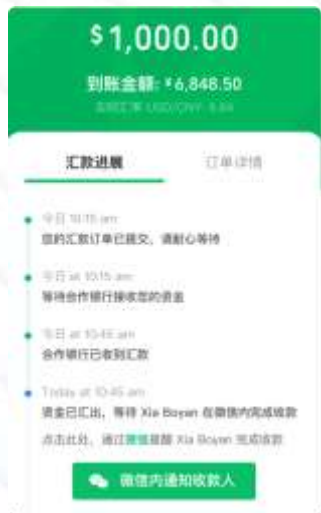 $1,000.00
到账金额: ¥6,848.50
USD/CNY
汇款进展
订单详情
今日 10:15 am
您的汇款订单已提交，请耐心等待
今日 at 10:15 am
等待合作银行接收您的资金
今日 at 10:45 am
合作银行已收到汇款
Today at 10:45 am
资金已汇出，等待 Xia Boyan 在微信内完成收款
点击此处，通过微信提醒 Xia Boyan 完成收款
微信内通知收款人